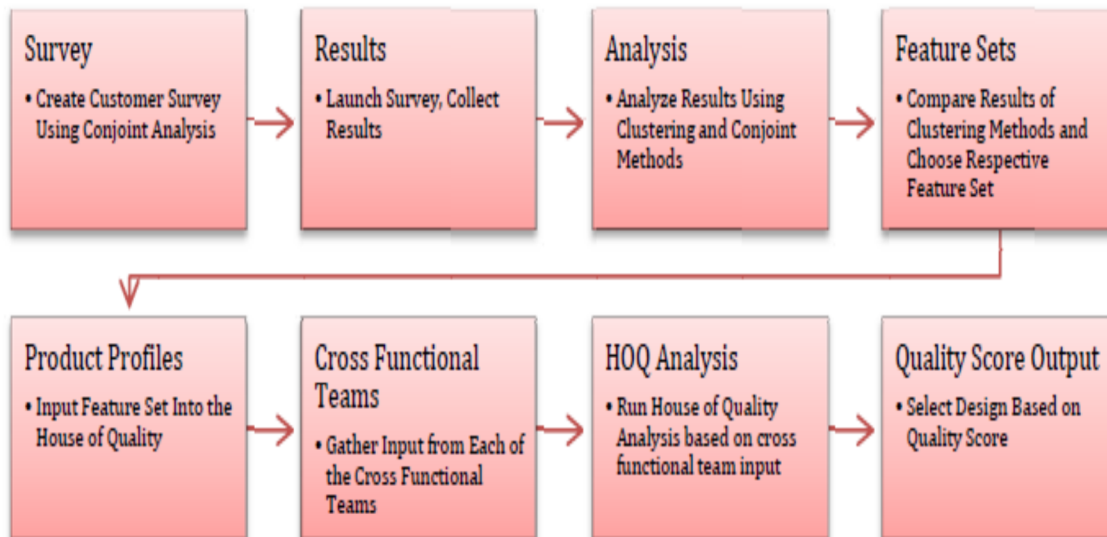 Survey
• Create Customer Survey
Using Conjoint Analysis
Results
• Launch Survey, Collect
Results
Analysis
• Analyze Results Using
Clustering and Conjoint
Methods
Feature Sets
• Compare Results of
Clustering Methods and
Choose Respective
Feature Set
Product Profiles
• Input Feature Set Into the
House of Quality
Cross Functional
Teams
• Gather Input from Each of
the Cross Functional
Teams
HOQ Analysis
• Run House of Quality
Analysis based on cross
functional team input
Quality Score Output
• Select Design Based on
Quality Score